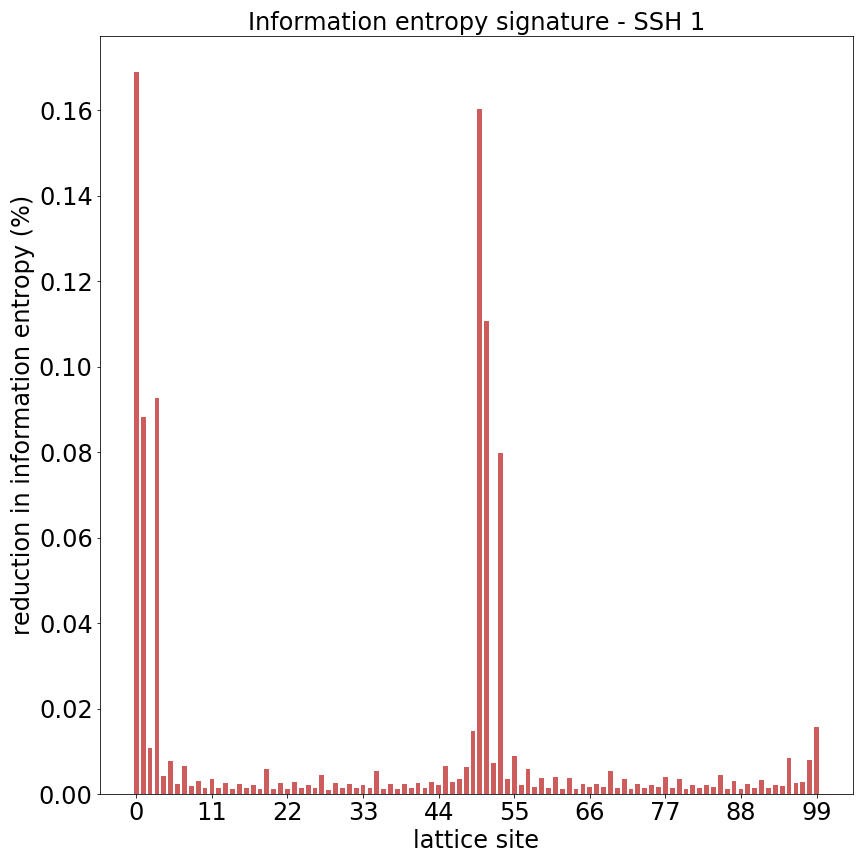 Information entropy signature - SSH 1
reduction in information entropy (%)
0.16
0.14
0.12
0.10
0.08
0.06
0.04
0.02
0.00
0 11 22 33 44 55 66 77 88 99
lattice site